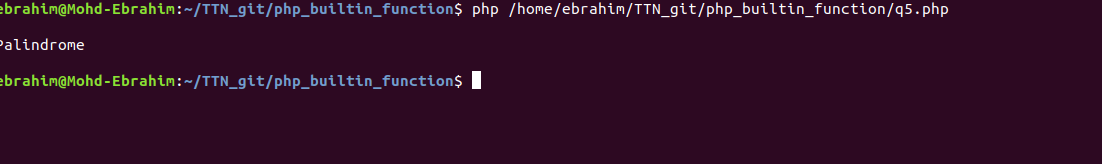 ebrahim@Mohd-Ebrahim:~/TTN_git/php_builtin_function$ php /home/ebrahim/TTN_git/php_builtin_function/q5.php
Palindrome
ebrahim@Mohd-Ebrahim:~/TTN_git/php_builtin_function$